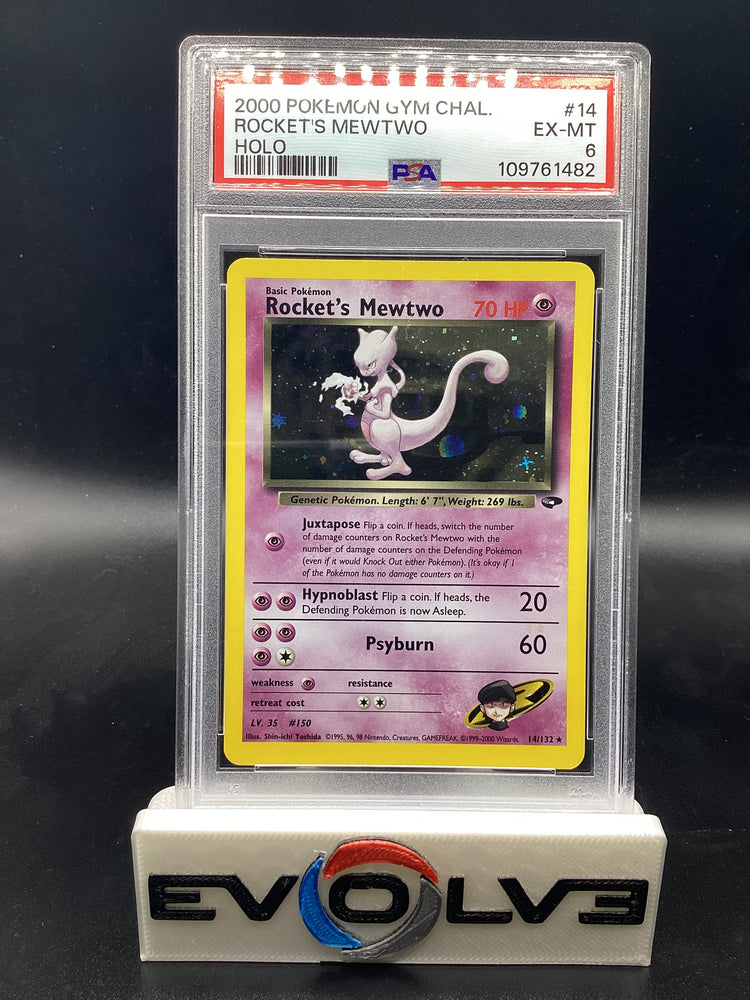 2000 POKEMON GYM CHAL. #14
ROCKET'S MEWTWO EX-MT
HOLO 6
PSA 109761482
Basic Pokémon
Rocket's Mewtwo 70 HP
Genetic Pokémon. Length: 6' 7", Weight: 269 lbs.
Juxtapose Flip a coin. If heads, switch the number
of damage counters on Rocket's Mewtwo with the
number of damage counters on the Defending Pokémon
(even if it would Knock Out either Pokémon). (It's okay if 1
of the Pokémon has no damage counters on it.)
Hypnoblast Flip a coin. If heads, the 20
Defending Pokémon is now Asleep.
Psyburn 60
weakness resistance
retreat cost
LV. 35 #150
Illus. Shin-ichi Yoshida ©1995, 96, 98 Nintendo, Creatures, GAMEFREAK. ©1999-2000 Wizards. 14/132 ★
EVOLVE